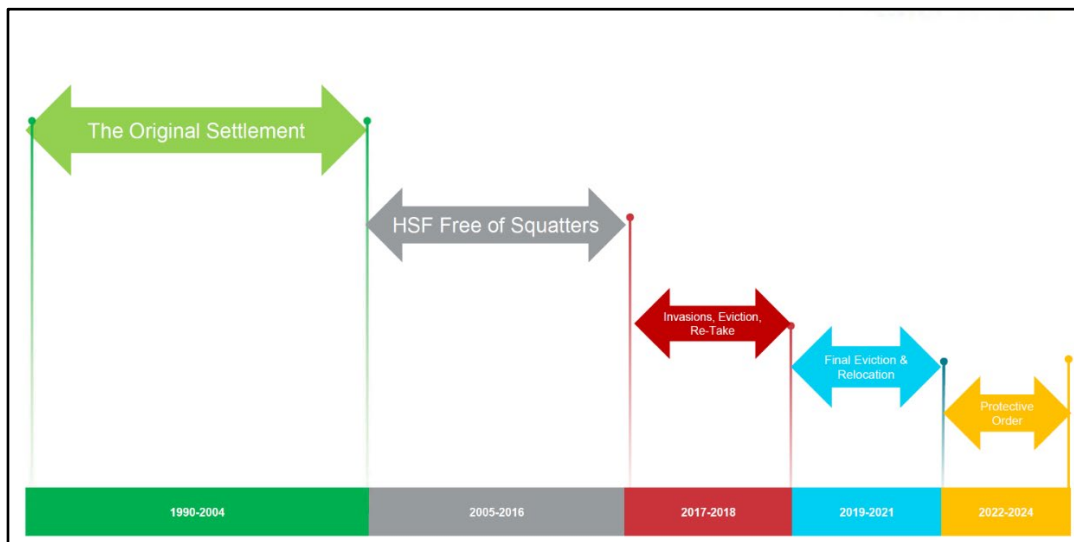 The Original Settlement
HSF Free of Squatters
Invasions, Eviction,
Re-Take
Final Eviction &
Relocation
Protective
Order
1990-2004
2005-2016
2017-2018
2019-2021
2022-2024